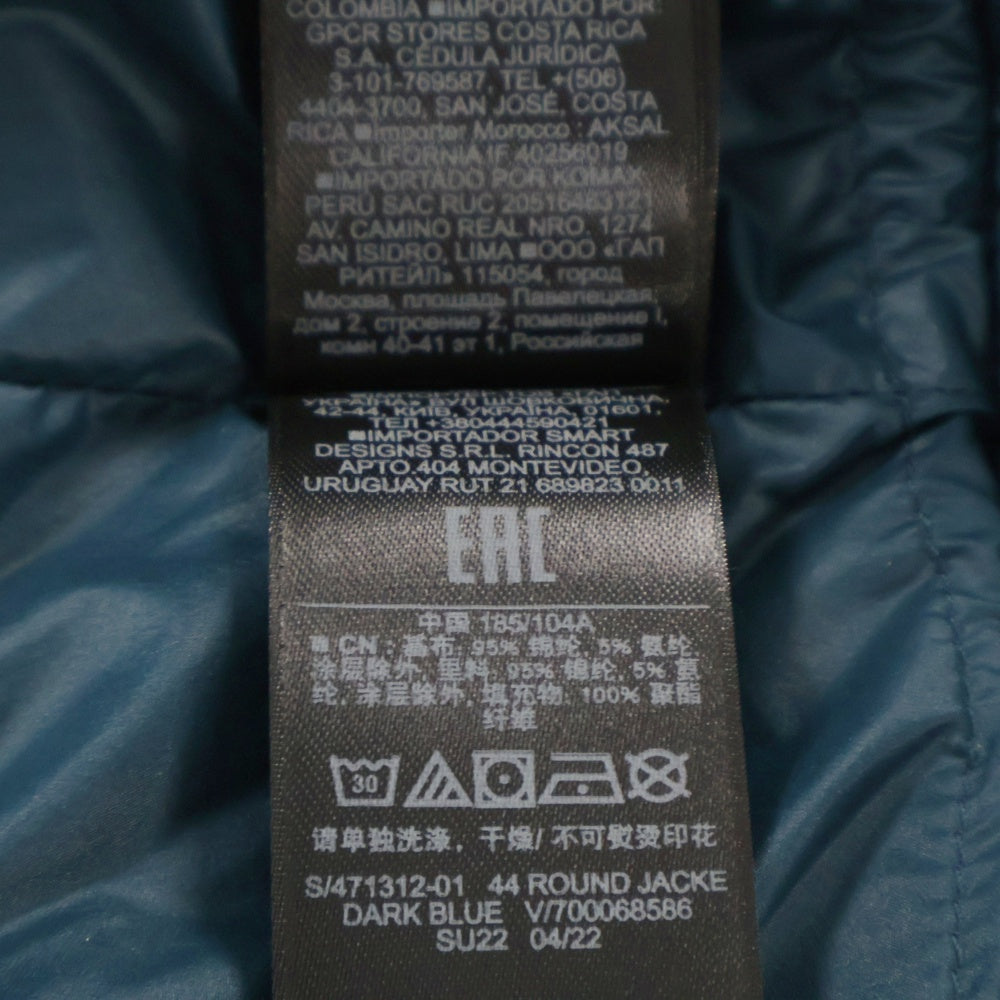 COLOMBIA ■IMPORTADO POR:
GPCR STORES COSTA RICA
S.A., CÉDULA JURÍDICA
3-101-769587, TEL +(506)
4404-3700, SAN JOSÉ, COSTA
RICA ■Importer Morocco : AKSAL
CALIFORNIA IF 40256019
■IMPORTADO POR KOMAX
PERÚ SAC RUC 20516463121
AV. CAMINO REAL NRO. 1274
SAN ISIDRO, LIMA ■ООО «ГАП
РИТЕЙЛ» 115054, город
Москва, площадь Павелецкая,
дом 2, строение 2, помещение I,
комн 40-41 эт 1, Российская
42-44, КИЇВ, УКРАЇНА, 01601.
ТЕЛ +380444590421
■IMPORTADOR SMART
DESIGNS S.R.L. RINCON 487
APTO.404 MONTEVIDEO,
URUGUAY RUT 21 689823 0011
EAC
中国 185/104A
■CN : 幕布, 95% 锦纶, 5% 氨纶,
涂层除外, 里料, 95% 锦纶, 5% 氨
纶, 涂层除外, 填充物, 100% 聚酯
纤维
30
请单独洗涤, 干燥/ 不可熨烫印花
S/471312-01 44 ROUND JACKE
DARK BLUE V/700068586
SU22 04/22